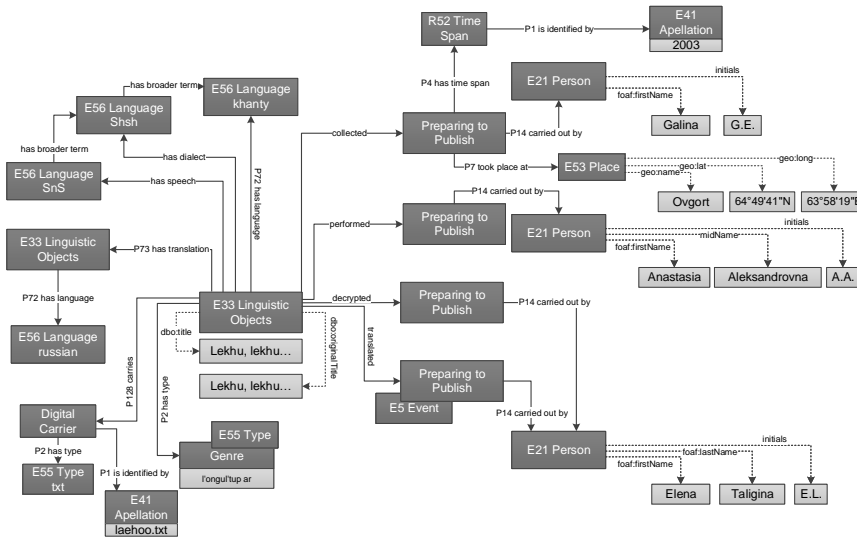 R52 Time
Span
P1 is identified by
E41
Apellation
2003
has broader term
E56 Language
khanty
E56 Language
Shsh
P4 has time span
E21 Person
initials
foaf:firstName
Galina
G.E.
collected
Preparing to
Publish
P14 carried out by
has broader term
has dialect
E56 Language
SnS
has speech
P72 has language
P7 took place at
E53 Place
geo:long
geo:lat
geo:name
Ovgort
64°49'41"N
63°58'19"E
P14 carried out by
performed
Preparing to
Publish
E21 Person
initials
midName
foaf:firstName
Anastasia
Aleksandrovna
A.A.
E33 Linguistic
Objects
P73 has translation
P72 has language
E56 Language
russian
E33 Linguistic
Objects
decrypted
Preparing to
Publish
P14 carried out by
dbo:title
dbo:originalTitle
translated
Lekhu, lekhu…
Lekhu, lekhu…
Preparing to
Publish
E5 Event
P14 carried out by
P128 carries
P2 has type
Digital
Carrier
P2 has type
E55 Type
txt
P1 is identified by
E41
Apellation
laehoo.txt
E55 Type
Genre
l'ongul'tup ar
E21 Person
initials
foaf:lastName
foaf:firstName
Elena
Taligina
E.L.